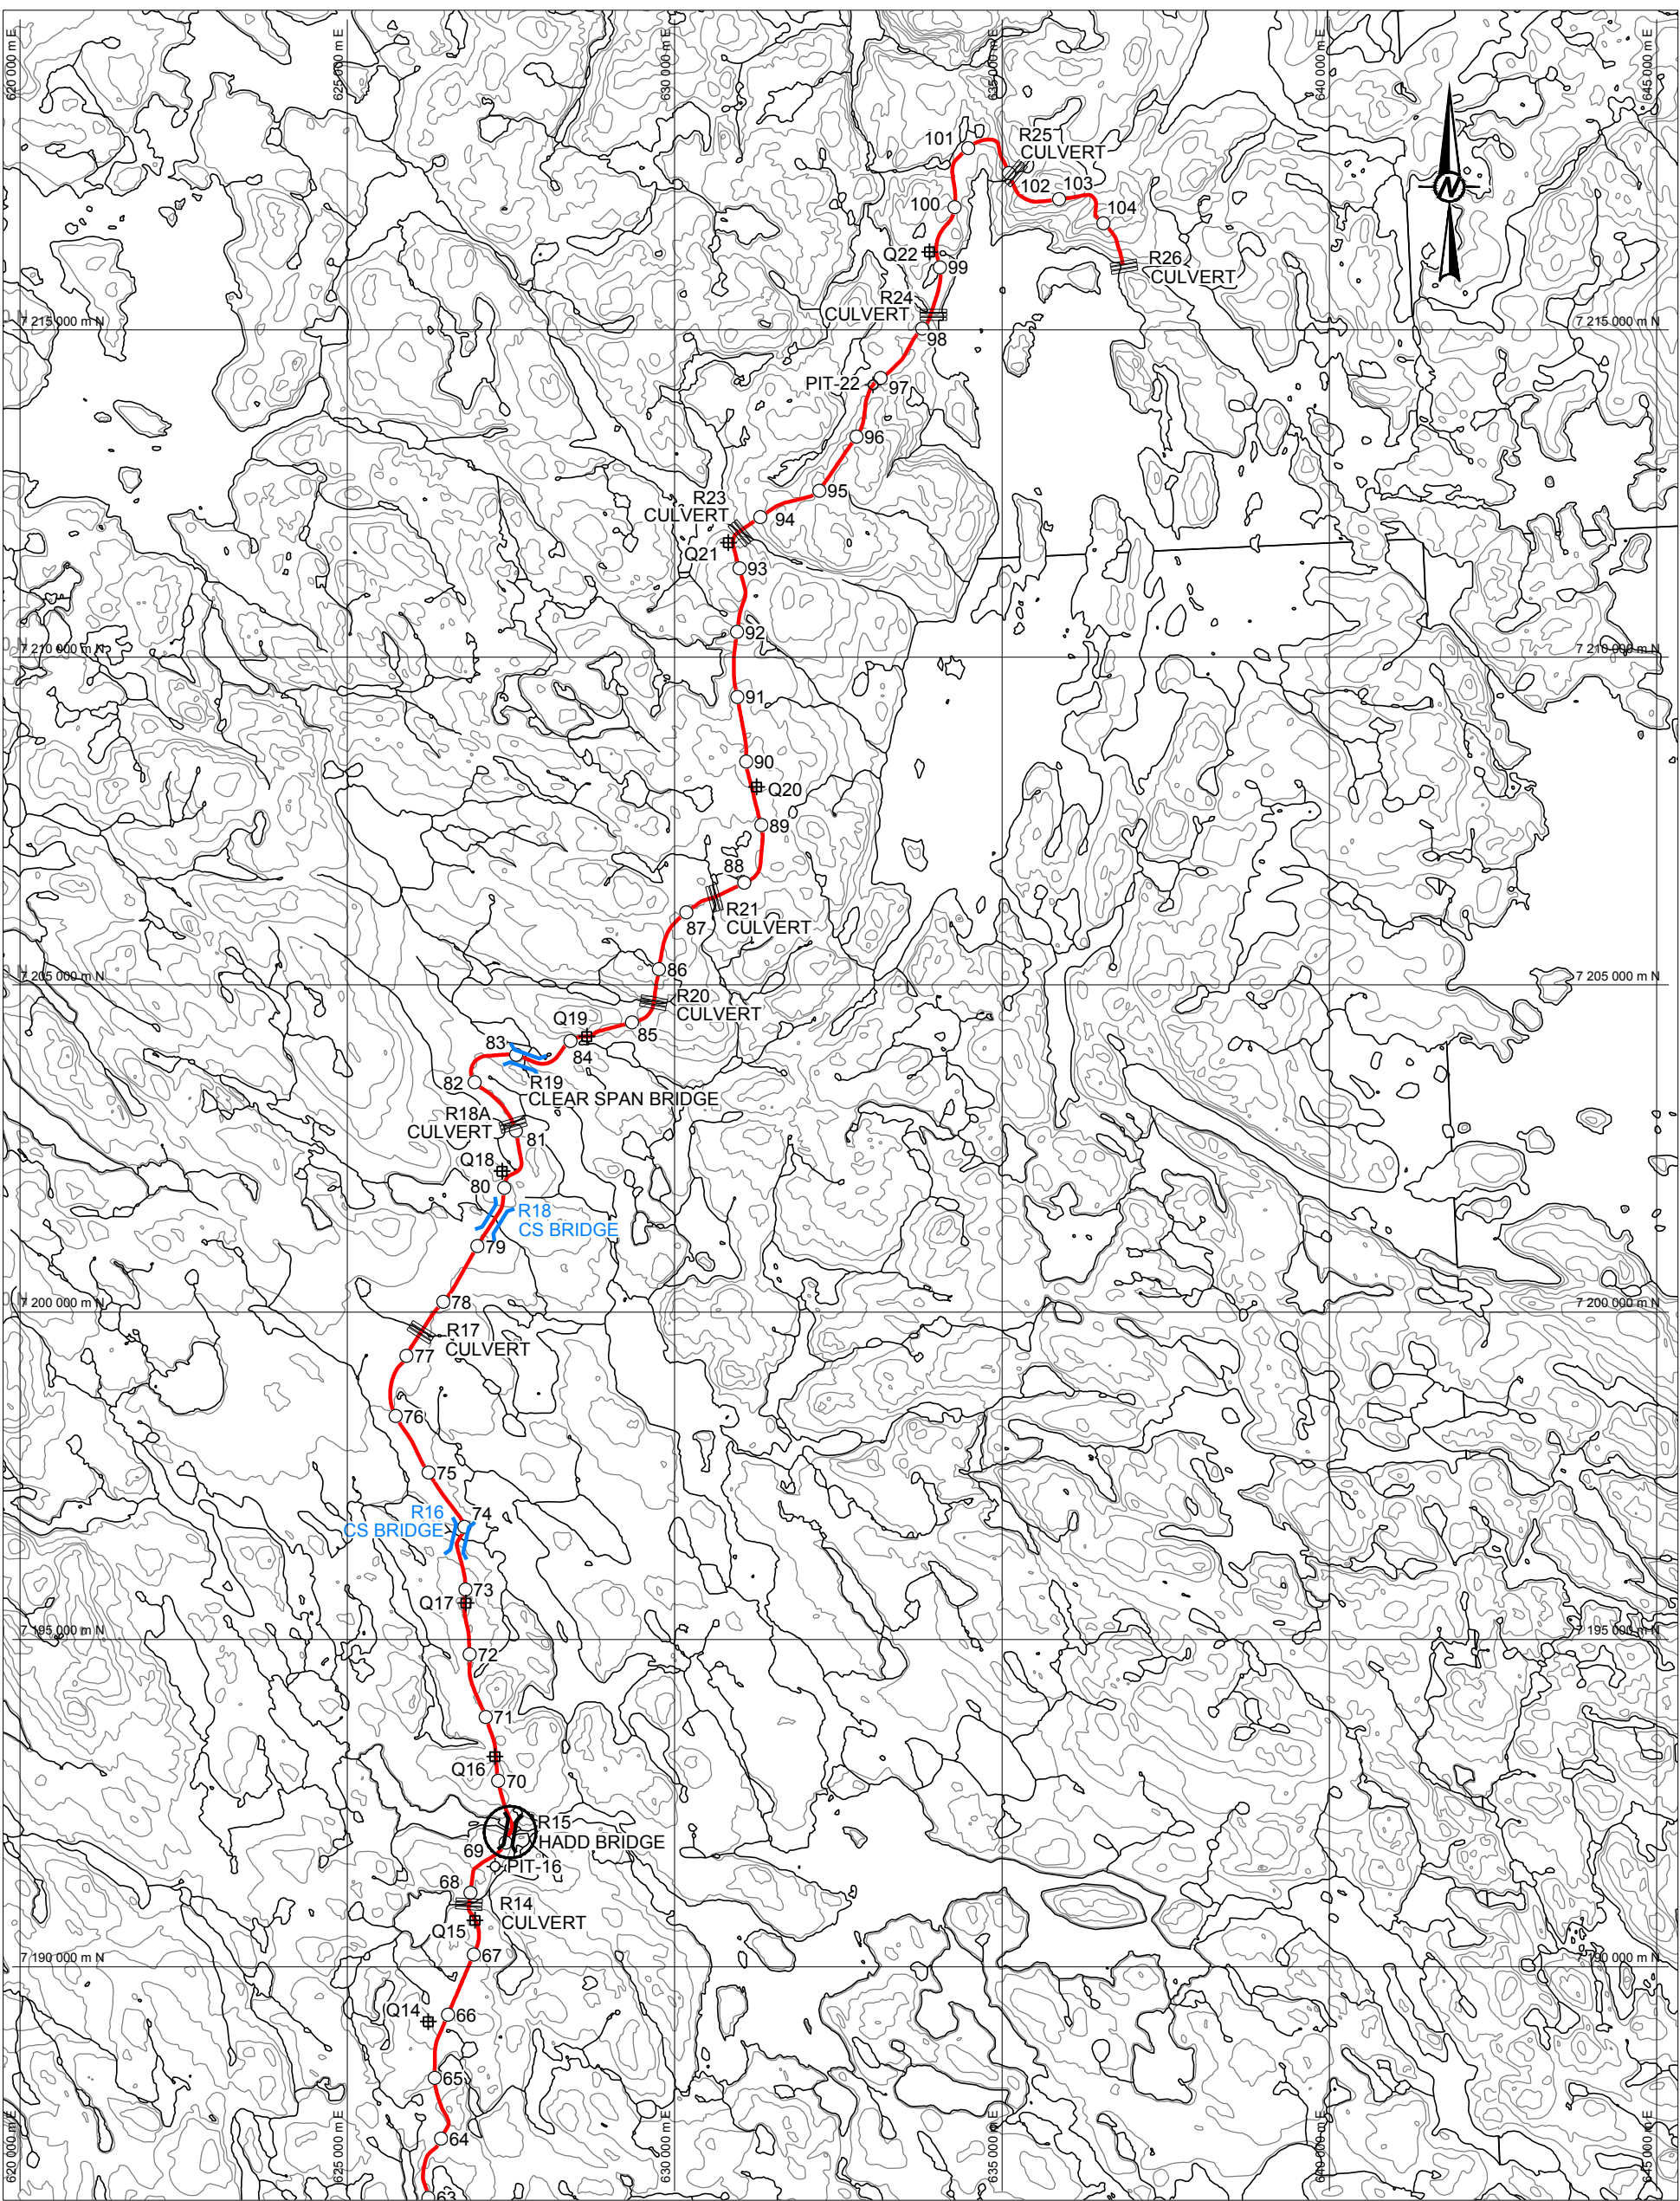 620 000 m E
625 000 m E
630 000 m E
635 000 m E
640 000 m E
645 000 m E
101
R25
CULVERT
102
103
100
104
N
Q22
99
R26
CULVERT
R24
CULVERT
7 215 000 m N
7 215 000 m N
98
PIT-22
97
96
95
R23
CULVERT
94
Q21
93
92
7 210 000 m N
7 210 000 m N
91
90
Q20
89
88
R21
CULVERT
87
86
7 205 000 m N
7 205 000 m N
R20
CULVERT
Q19
85
83
84
82
R19
CLEAR SPAN BRIDGE
R18A
CULVERT
81
Q18
80
R18
CS BRIDGE
79
78
7 200 000 m N
7 200 000 m N
R17
CULVERT
77
76
75
R16
CS BRIDGE
74
73
Q17
7 195 000 m N
7 195 000 m N
72
71
Q16
70
R15
HADD BRIDGE
69
PIT-16
68
R14
CULVERT
Q15
67
7 190 000 m N
7 190 000 m N
Q14
66
65
64
63
620 000 m E
625 000 m E
630 000 m E
635 000 m E
640 000 m E
645 000 m E